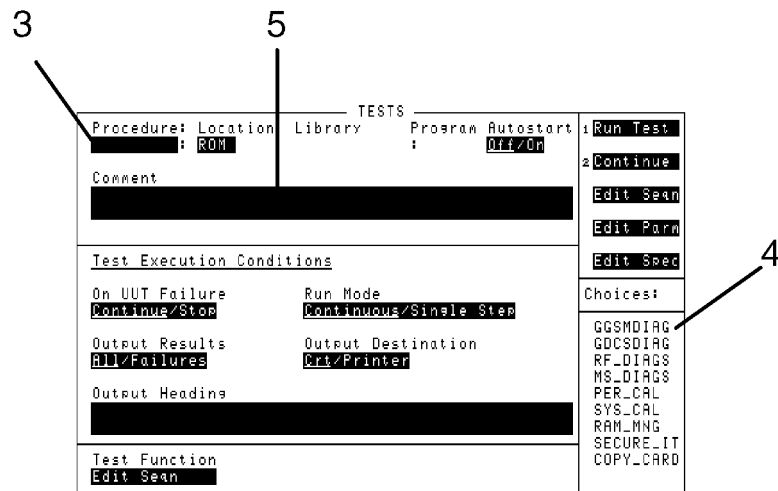 3
5
TESTS
Procedure: Location Library Program Autostart
: ROM : Off/On
Comment
Test Execution Conditions
On UUT Failure Run Mode
Continue/Stop Continuous/Single Step
Output Results Output Destination
All/Failures Crt/Printer
Output Heading
Test Function
Edit Seqn
1 Run Test
2 Continue
Edit Seqn
Edit Parm
Edit Spec
4
Choices:
GGSMDIAG
GDCSDIAG
RF_DIAGS
MS_DIAGS
PER_CAL
SYS_CAL
RAM_MNG
SECURE_IT
COPY_CARD